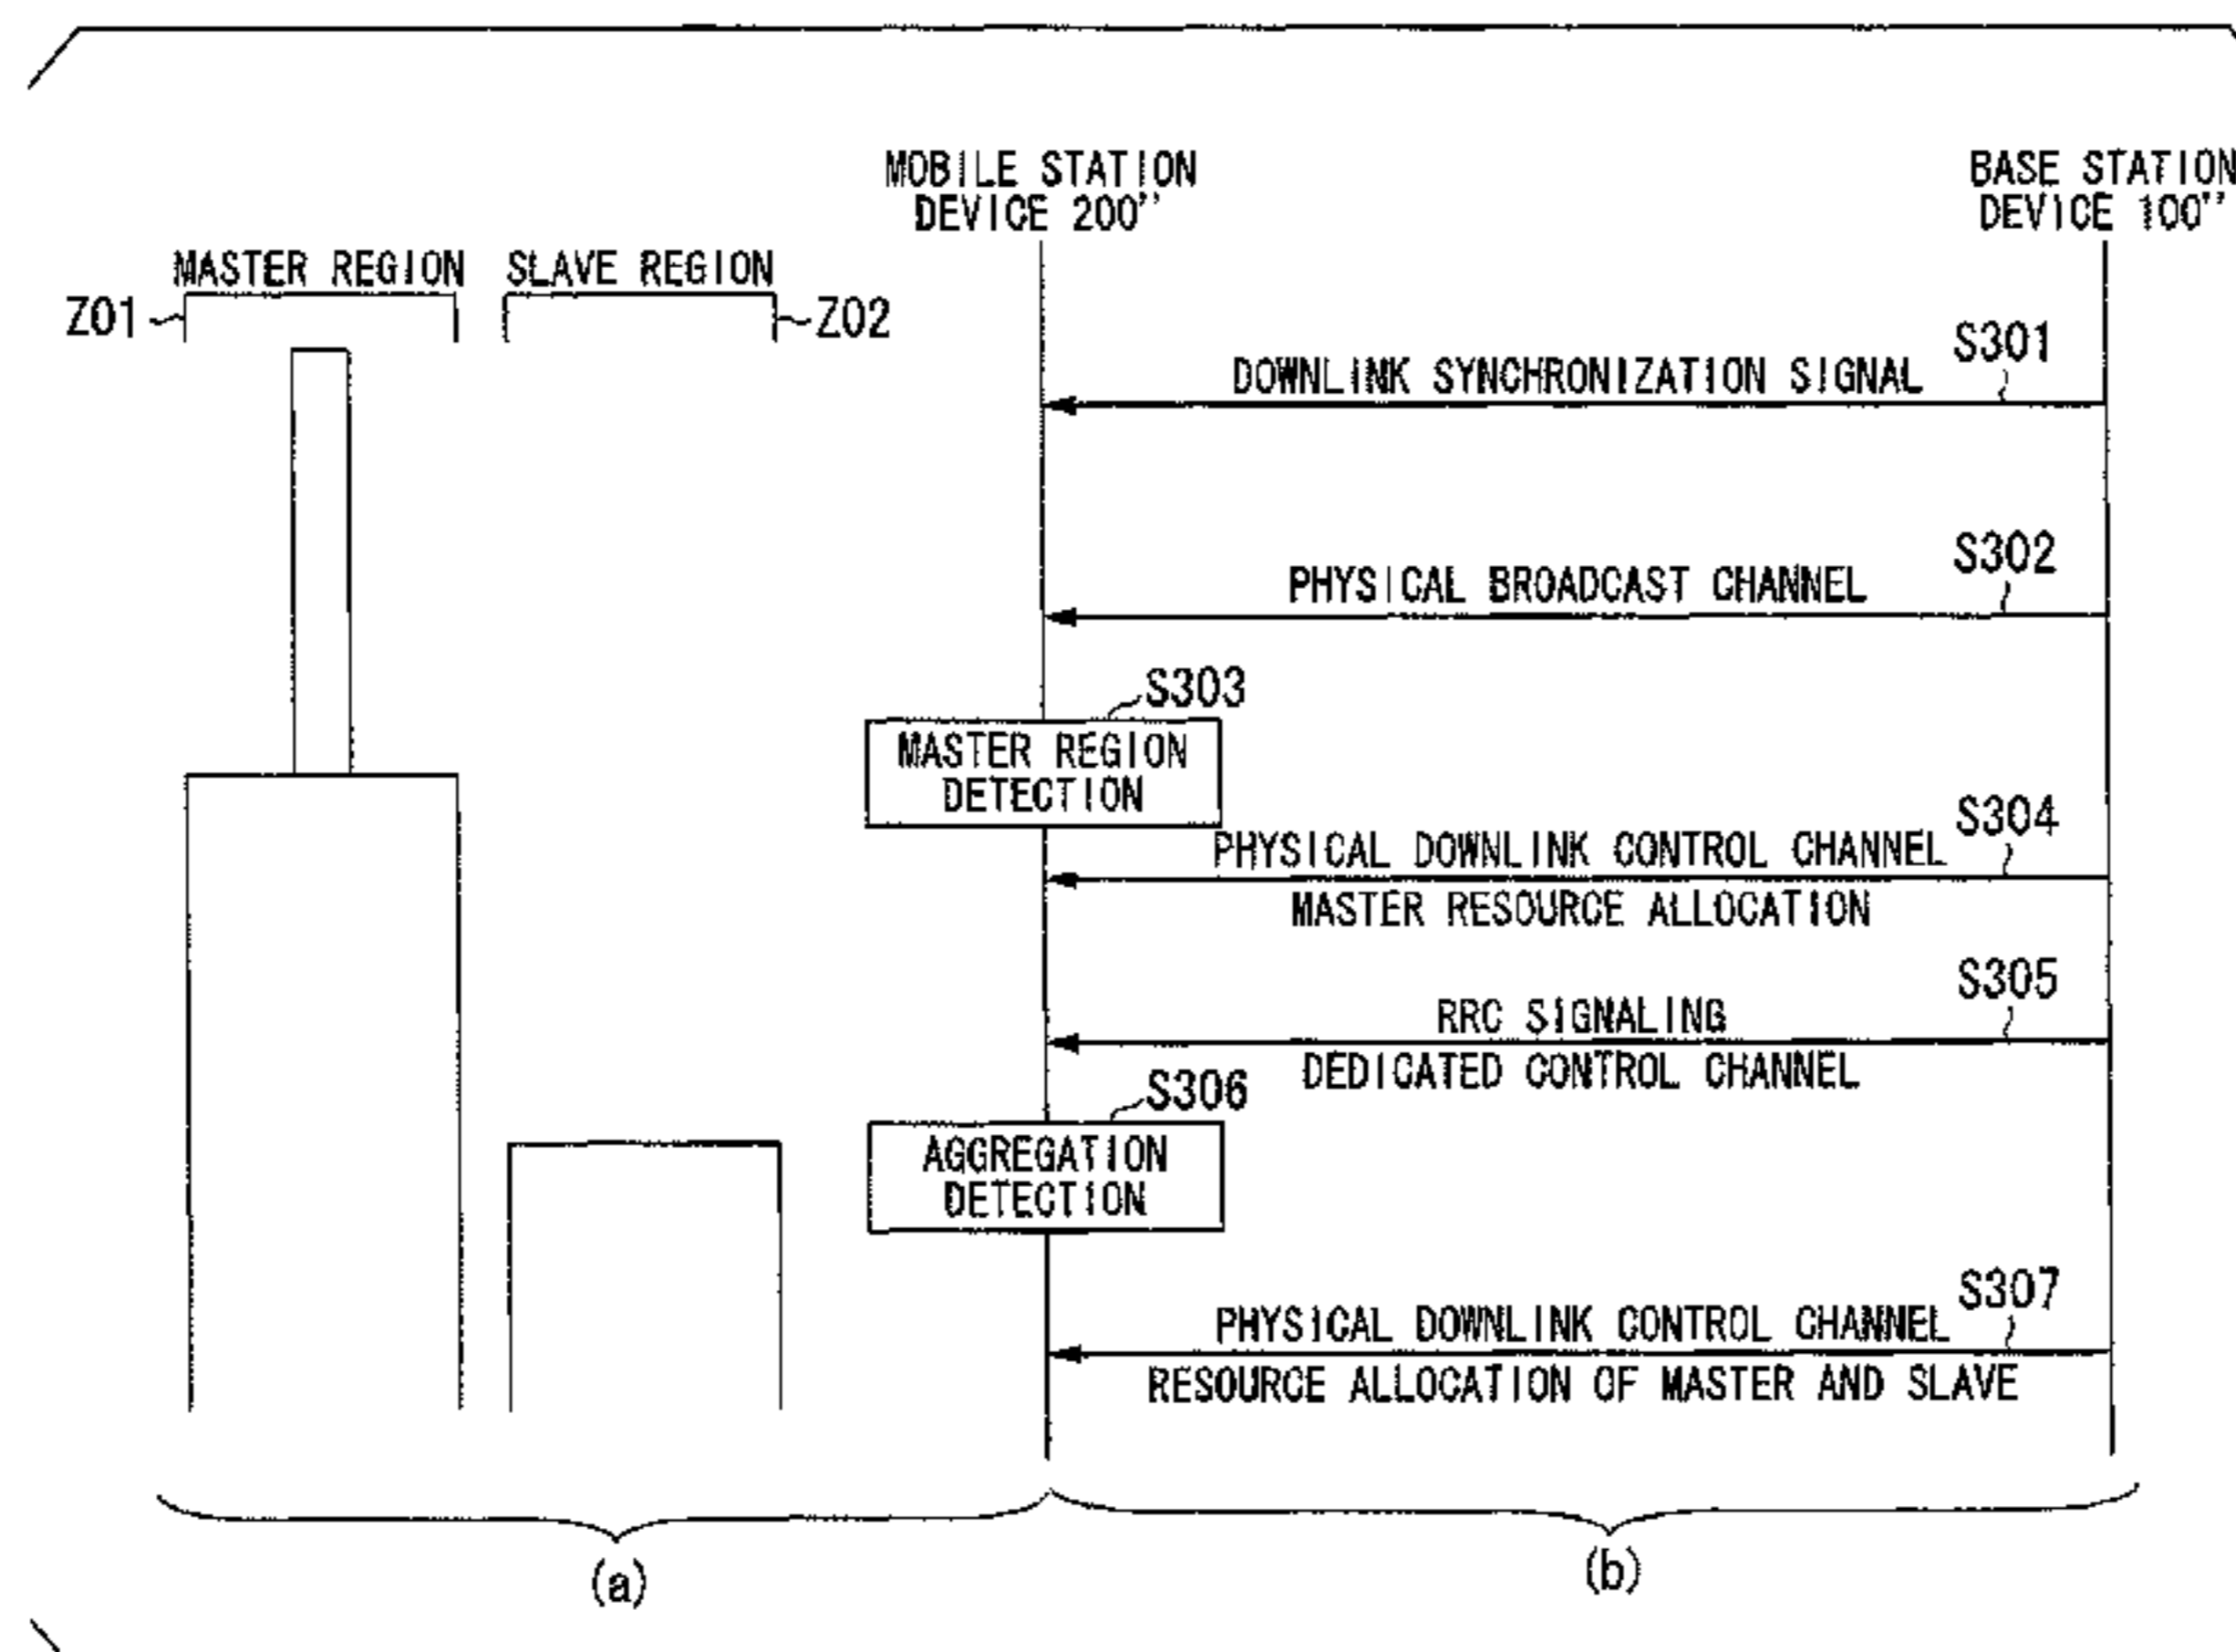 MOBILE STATION
DEVICE 200''
BASE STATION
DEVICE 100''
MASTER REGION
SLAVE REGION
Z01
Z02
S301
DOWNLINK SYNCHRONIZATION SIGNAL
S302
PHYSICAL BROADCAST CHANNEL
S303
MASTER REGION
DETECTION
S304
PHYSICAL DOWNLINK CONTROL CHANNEL
MASTER RESOURCE ALLOCATION
S305
RRC SIGNALING
DEDICATED CONTROL CHANNEL
S306
AGGREGATION
DETECTION
S307
PHYSICAL DOWNLINK CONTROL CHANNEL
RESOURCE ALLOCATION OF MASTER AND SLAVE
(a)
(b)